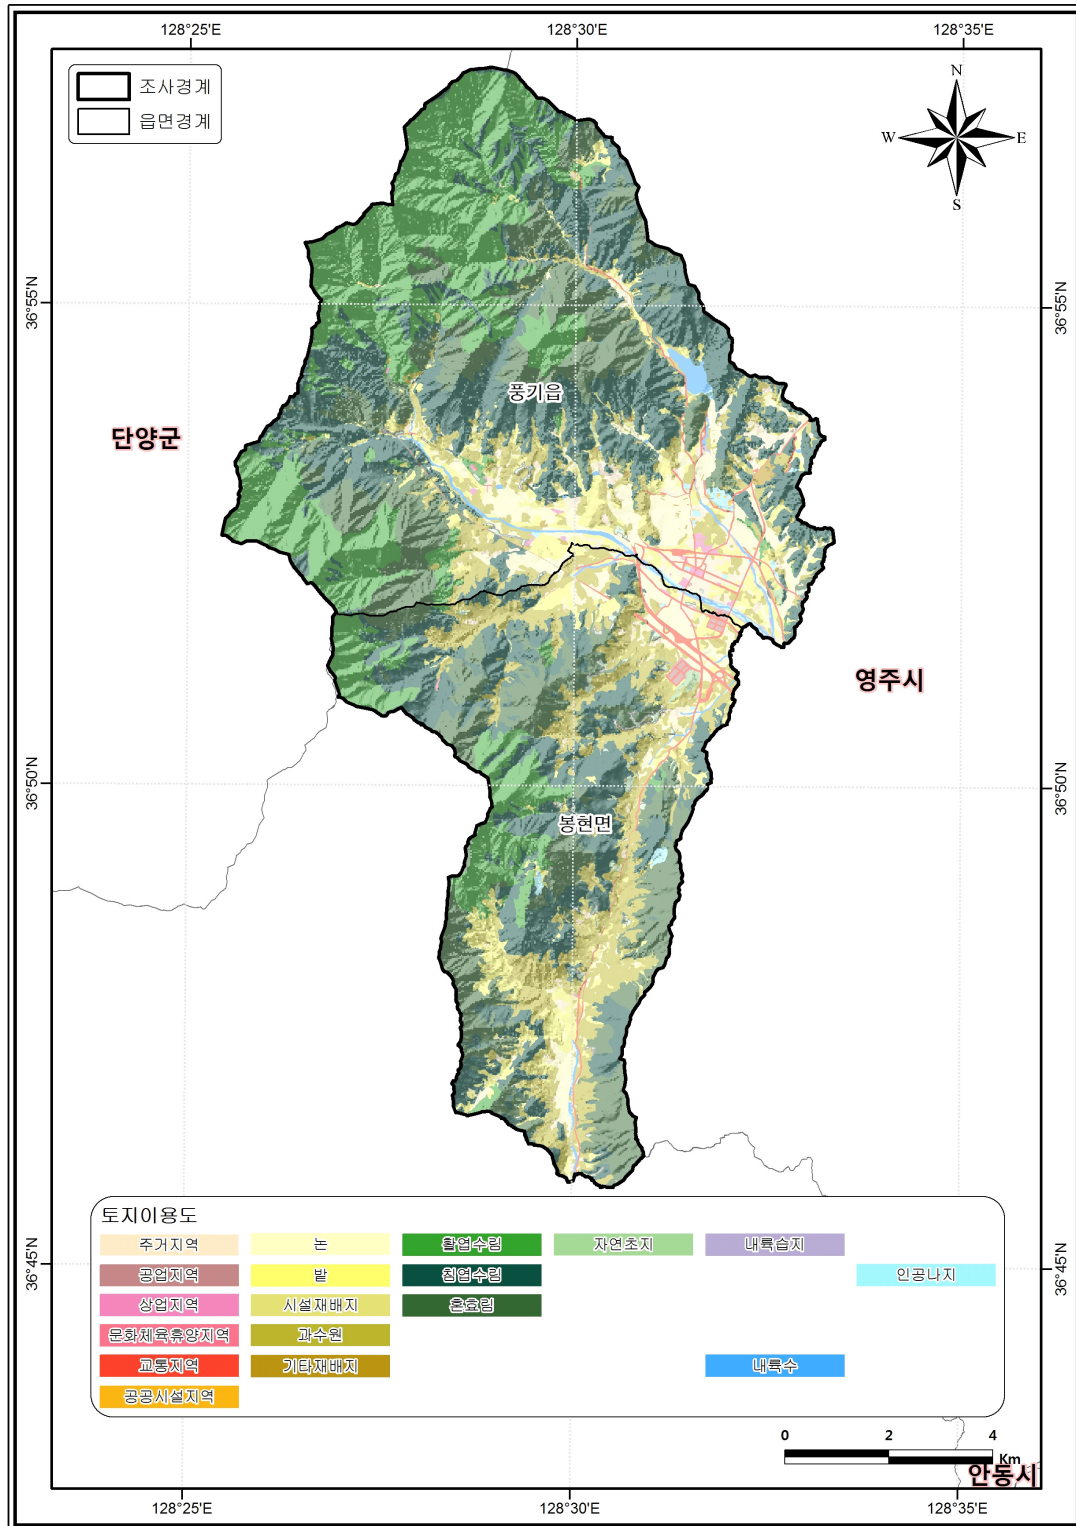 128°25'E 128°30'E 128°35'E
조사경계
읍면경계
N
W E
S
36°55'N 36°55'N
풍기읍
단양군
영주시
36°50'N 36°50'N
봉현면
토지이용도
주거지역 논 활엽수림 자연초지 내륙습지
공업지역 밭 침엽수림 인공나지
상업지역 시설재배지 혼효림
문화체육휴양지역 과수원
교통지역 기타재배지 내륙수
공공시설지역
36°45'N 36°45'N
0 2 4
Km
안동시
128°25'E 128°30'E 128°35'E